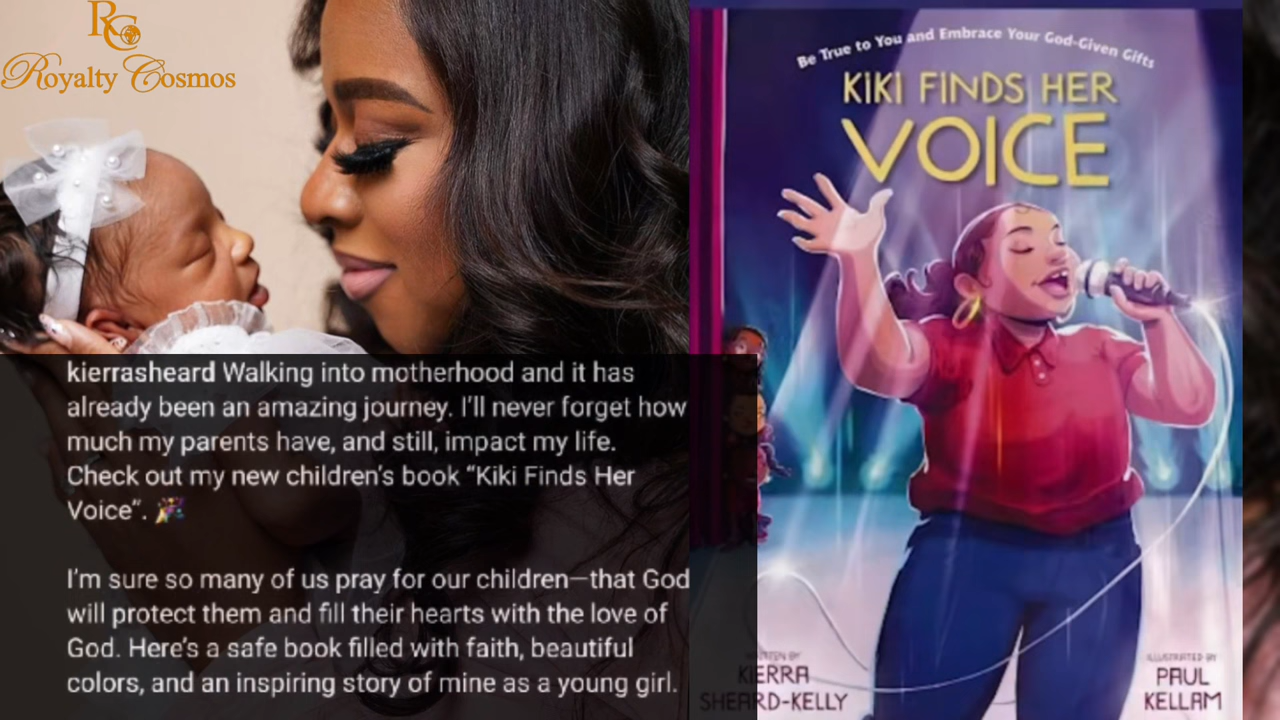 RC
Royalty Cosmos
kierrasheard Walking into motherhood and it has
already been an amazing journey. I'll never forget how
much my parents have, and still, impact my life.
Check out my new children's book “Kiki Finds Her
Voice”. 🎉
I'm sure so many of us pray for our children—that God
will protect them and fill their hearts with the love of
God. Here's a safe book filled with faith, beautiful
colors, and an inspiring story of mine as a young girl.
Be True to You and Embrace Your God-Given Gifts
KIKI FINDS HER
VOICE
WRITTEN BY
KIERRA
SHEARD-KELLY
ILLUSTRATED BY
PAUL
KELLAM